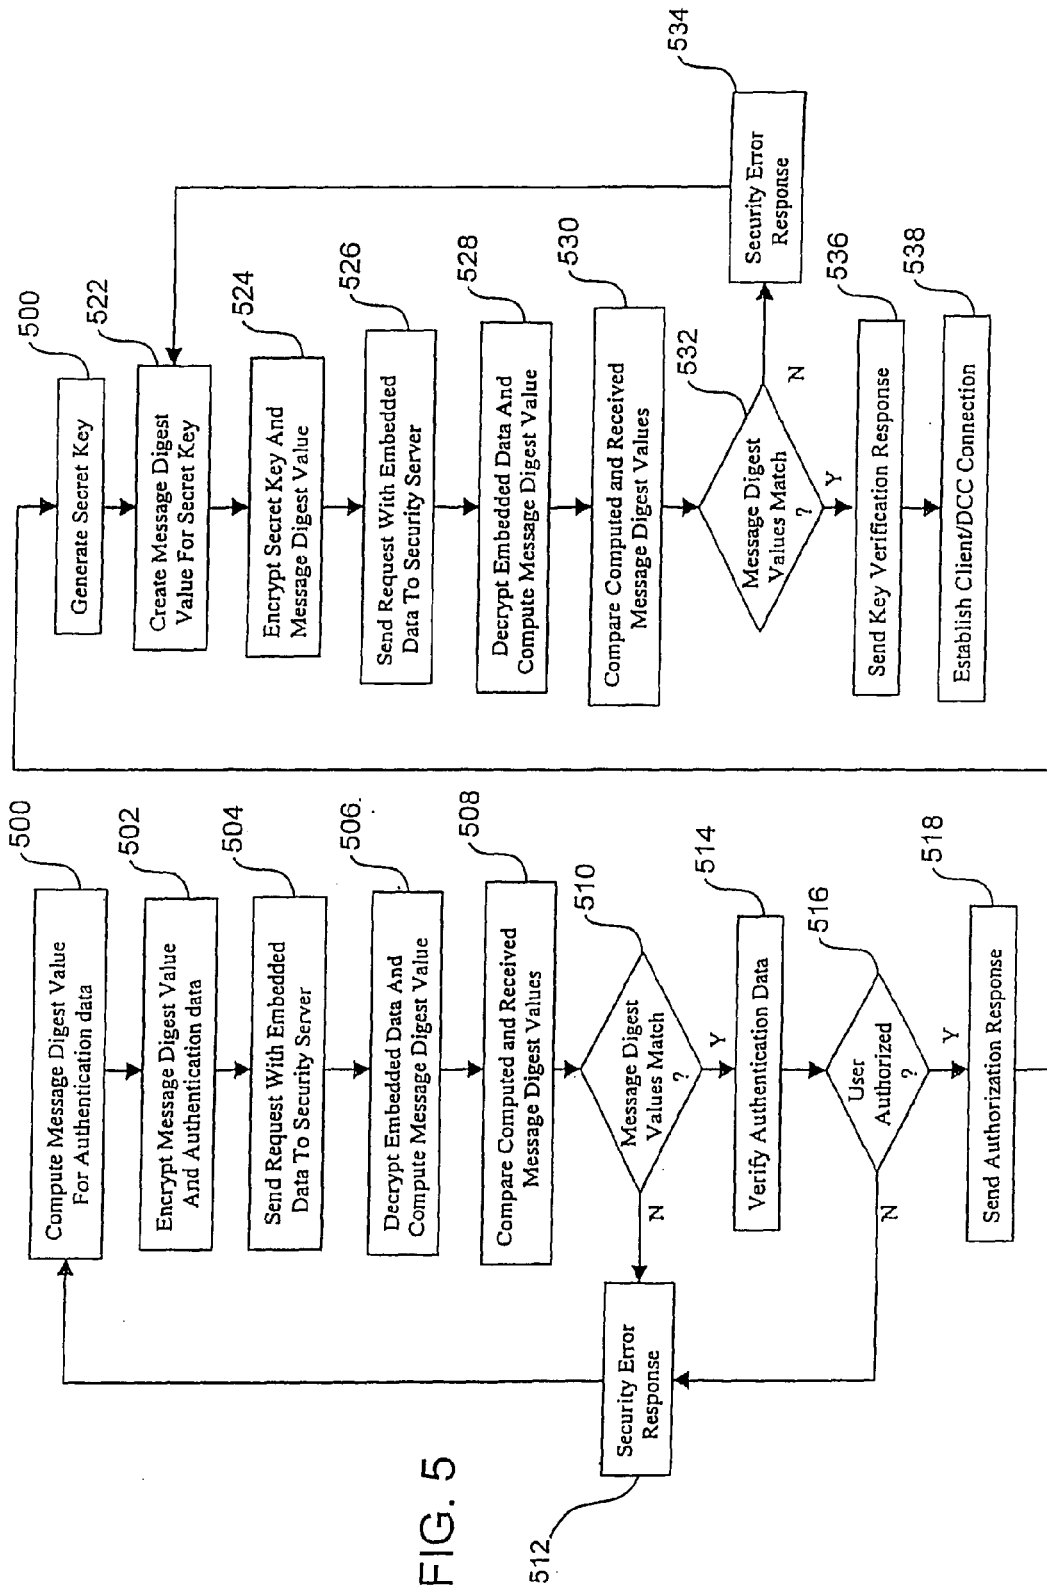 FIG. 5
500
Compute Message Digest Value
For Authentication data
502
Encrypt Message Digest Value
And Authentication data
504
Send Request With Embedded
Data To Security Server
506
Decrypt Embedded Data And
Compute Message Digest Value
508
Compare Computed and Received
Message Digest Values
510
Message Digest
Values Match
?
N
Y
512
Security Error
Response
514
Verify Authentication Data
516
User
Authorized
?
N
Y
518
Send Authorization Response
500
Generate Secret Key
522
Create Message Digest
Value For Secret Key
524
Encrypt Secret Key And
Message Digest Value
526
Send Request With Embedded
Data To Security Server
528
Decrypt Embedded Data And
Compute Message Digest Value
530
Compare Computed and Received
Message Digest Values
532
Message Digest
Values Match
?
N
Y
534
Security Error
Response
536
Send Key Verification Response
538
Establish Client/DCC Connection